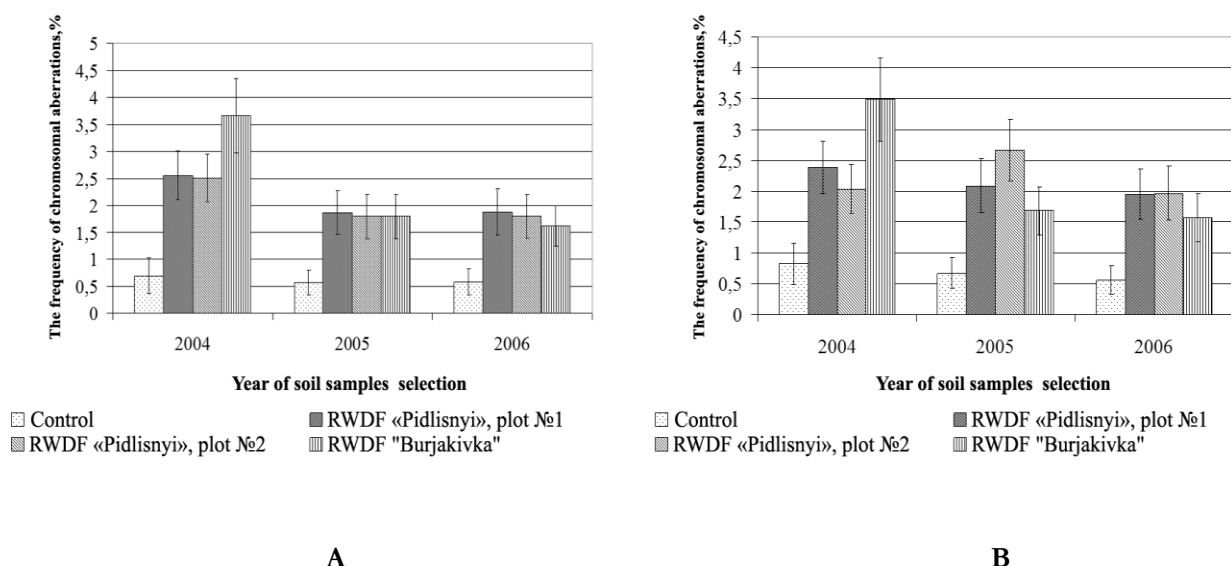 The frequency of chromosomal aberrations,%
5
4,5
4
3,5
3
2,5
2
1,5
1
0,5
0
2004 2005 2006
Year of soil samples selection
Control
RWDF «Pidlisnyi», plot №1
RWDF «Pidlisnyi», plot №2
RWDF "Burjakivka"
A
The frequency of chromosomal aberrations,%
4,5
4
3,5
3
2,5
2
1,5
1
0,5
0
2004 2005 2006
Year of soil samples selection
Control
RWDF «Pidlisnyi», plot №1
RWDF «Pidlisnyi», plot №2
RWDF "Burjakivka"
B